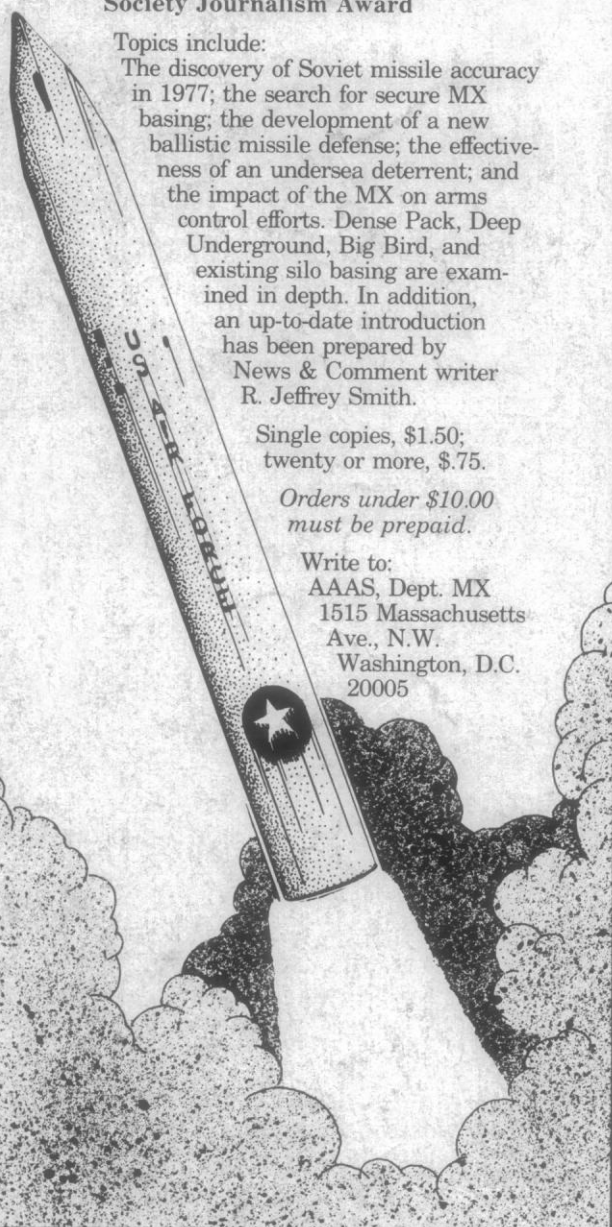 Society Journalism Award
Topics include:
The discovery of Soviet missile accuracy
in 1977; the search for secure MX
basing; the development of a new
ballistic missile defense; the effective-
ness of an undersea deterrent; and
the impact of the MX on arms
control efforts. Dense Pack, Deep
Underground, Big Bird, and
existing silo basing are exam-
ined in depth. In addition,
an up-to-date introduction
has been prepared by
News & Comment writer
R. Jeffrey Smith.
Single copies, $1.50;
twenty or more, $.75.
Orders under $10.00
must be prepaid.
Write to:
AAAS, Dept. MX
1515 Massachusetts
Ave., N.W.
Washington, D.C.
20005
US AIR FORCE